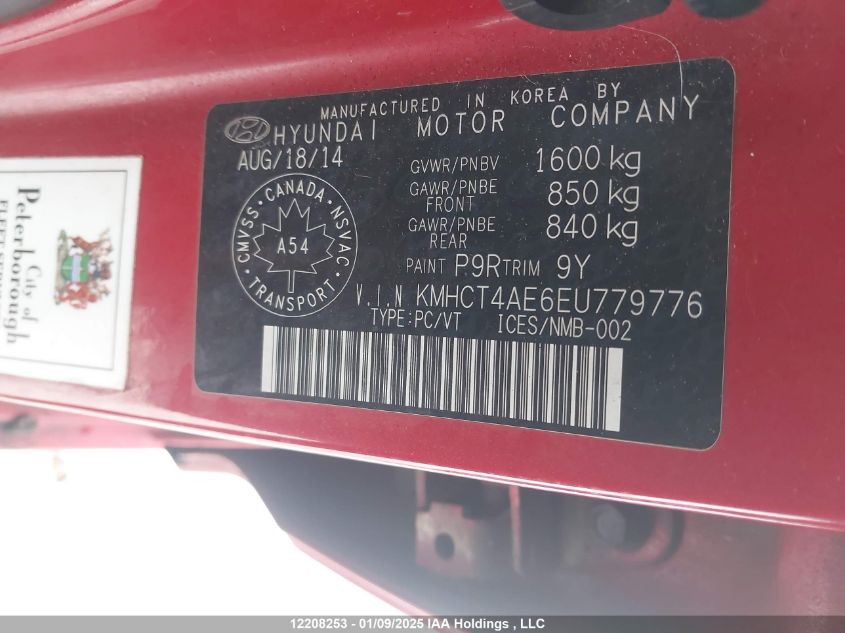 MANUFACTURED IN KOREA BY
HYUNDAI MOTOR COMPANY
AUG/18/14
GVWR/PNBV 1600 kg
GAWR/PNBE FRONT 850 kg
GAWR/PNBE REAR 840 kg
PAINT P9R TRIM 9Y
CMVSS · CANADA · NSVAC
A54
· TRANSPORT ·
V.I.N KMHCT4AE6EU779776
TYPE:PC/VT ICES/NMB-002
City of
Peterborough
FLEET
12208253 - 01/09/2025 IAA Holdings , LLC